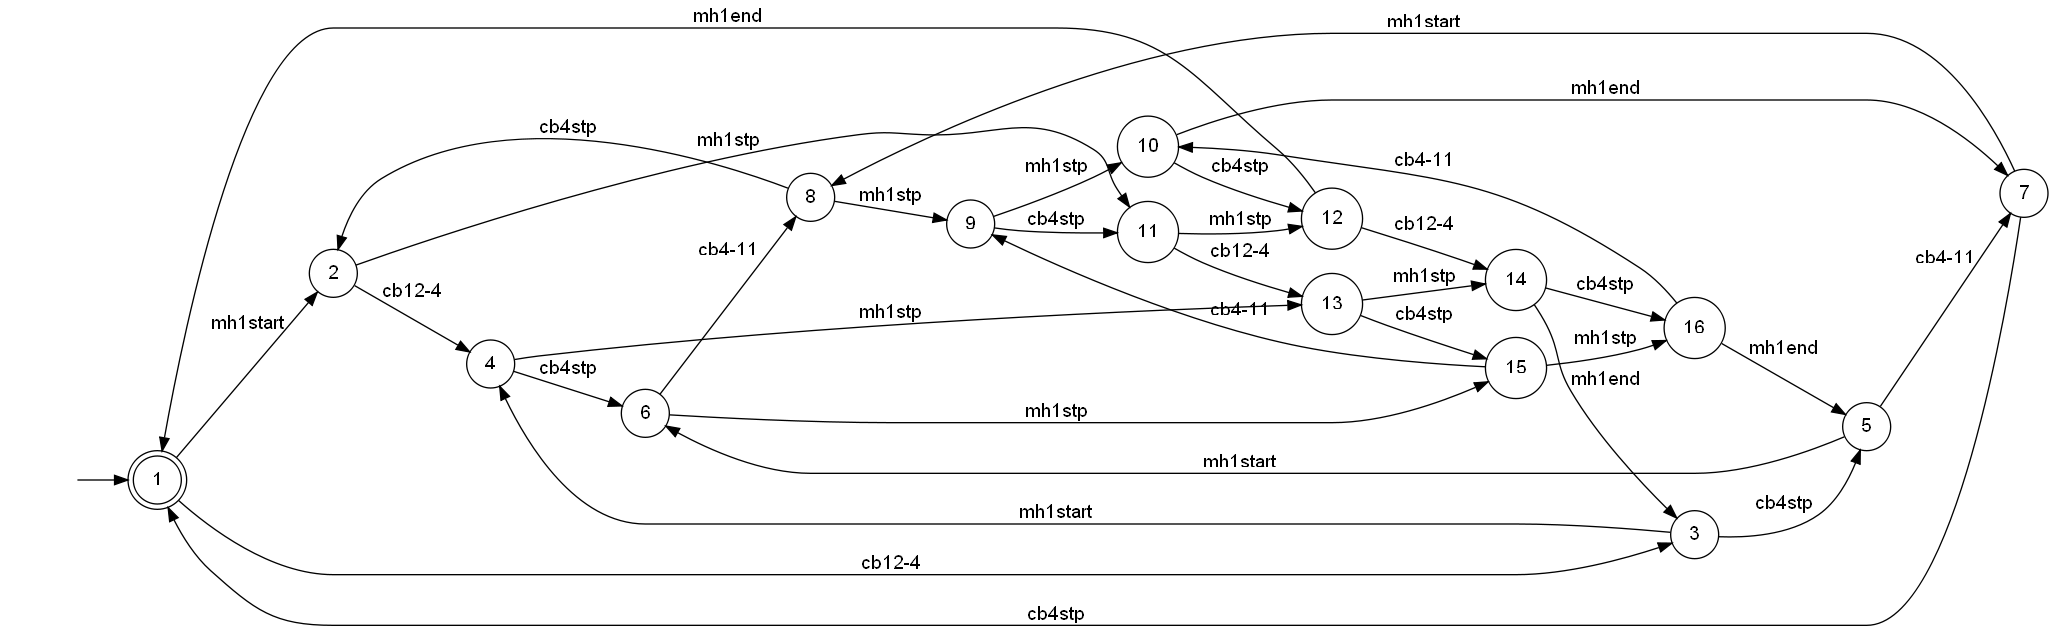 mh1end
mh1start
mh1end
cb4stp
mh1stp
10
cb4-11
mh1stp
cb4stp
8
mh1stp
7
9
cb4stp
11
mh1stp
12
cb12-4
cb4-11
cb12-4
cb4-11
2
cb12-4
mh1stp
14
cb4stp
mh1start
mh1stp
cb4-11
13
cb4stp
16
mh1stp
mh1end
4
cb4stp
15
mh1end
6
mh1stp
5
mh1start
1
cb4stp
mh1start
3
cb12-4
cb4stp